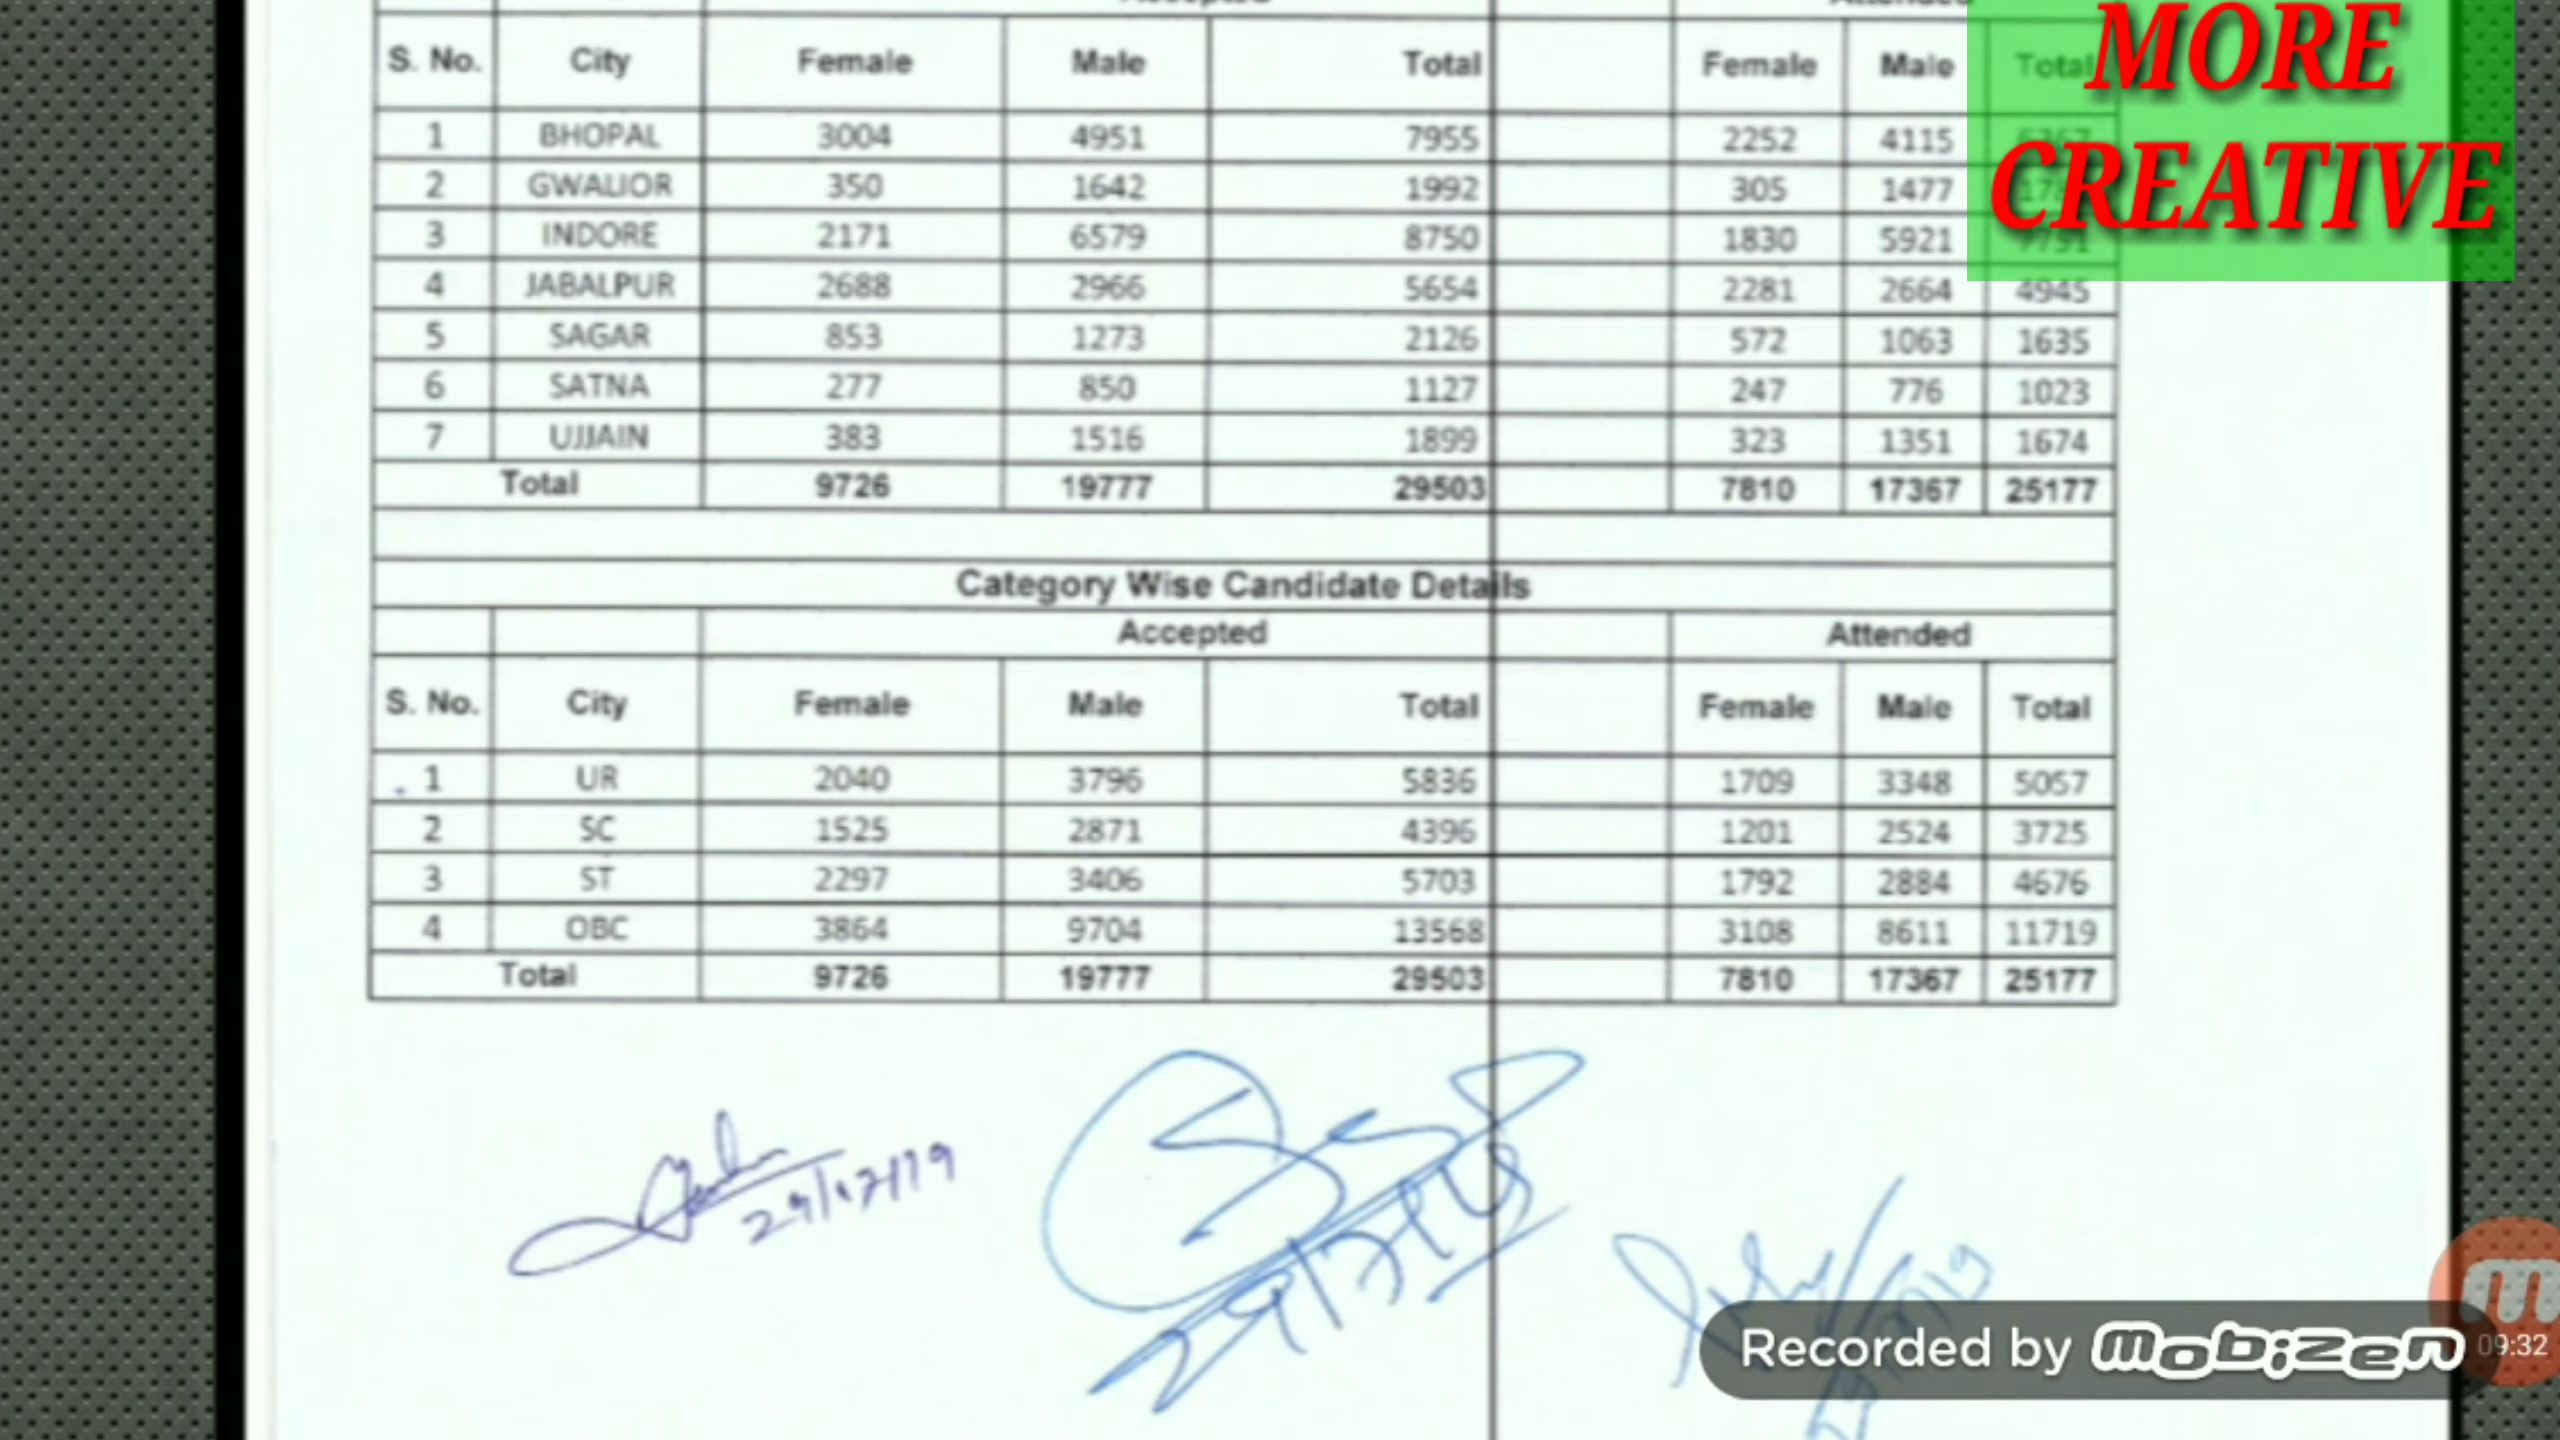 Accepted Attended
S. No. City Female Male Total Female Male Total
1 BHOPAL 3004 4951 7955 2252 4115 6367
2 GWALIOR 350 1642 1992 305 1477
3 INDORE 2171 6579 8750 1830 5921 7751
4 JABALPUR 2688 2966 5654 2281 2664 4945
5 SAGAR 853 1273 2126 572 1063 1635
6 SATNA 277 850 1127 247 776 1023
7 UJJAIN 383 1516 1899 323 1351 1674
Total 9726 19777 29503 7810 17367 25177
Category Wise Candidate Details
Accepted Attended
S. No. City Female Male Total Female Male Total
1 UR 2040 3796 5836 1709 3348 5057
2 SC 1525 2871 4396 1201 2524 3725
3 ST 2297 3406 5703 1792 2884 4676
4 OBC 3864 9704 13568 3108 8611 11719
Total 9726 19777 29503 7810 17367 25177
MORE
CREATIVE
Recorded by mobizen
09:32